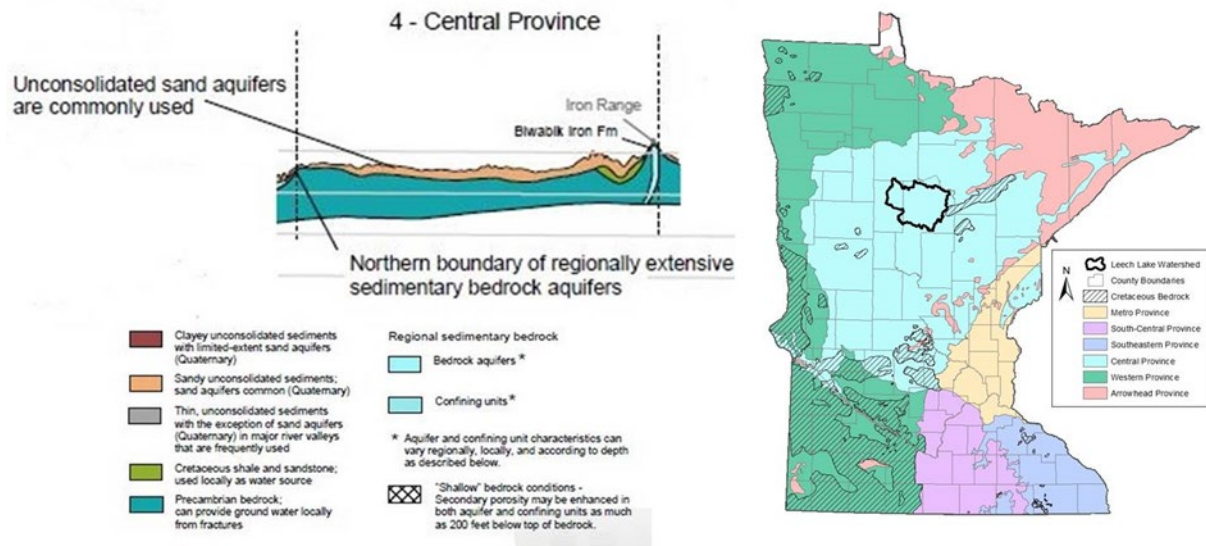 4 - Central Province
Unconsolidated sand aquifers
are commonly used
Iron Range
Biwabik Iron Fm
Northern boundary of regionally extensive
sedimentary bedrock aquifers
Clayey unconsolidated sediments
with limited-extent sand aquifers
(Quaternary)
Sandy unconsolidated sediments;
sand aquifers common (Quaternary)
Thin, unconsolidated sediments
with the exception of sand aquifers
(Quaternary) in major river valleys
that are frequently used
Cretaceous shale and sandstone;
used locally as water source
Precambrian bedrock;
can provide ground water locally
from fractures
Regional sedimentary bedrock
Bedrock aquifers *
Confining units *
* Aquifer and confining unit characteristics can
vary regionally, locally, and according to depth
as described below.
"Shallow" bedrock conditions -
Secondary porosity may be enhanced in
both aquifer and confining units as much
as 200 feet below top of bedrock.
N
Leech Lake Watershed
County Boundaries
Cretaceous Bedrock
Metro Province
South-Central Province
Southeastern Province
Central Province
Western Province
Arrowhead Province